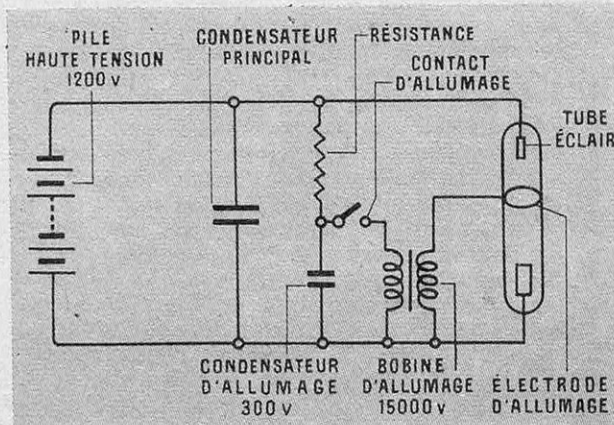 PILE
HAUTE TENSION
1200 v
CONDENSATEUR
PRINCIPAL
RÉSISTANCE
CONTACT
D'ALLUMAGE
TUBE
ÉCLAIR
CONDENSATEUR
D'ALLUMAGE
300 v
BOBINE
D'ALLUMAGE
15000 v
ÉLECTRODE
D'ALLUMAGE